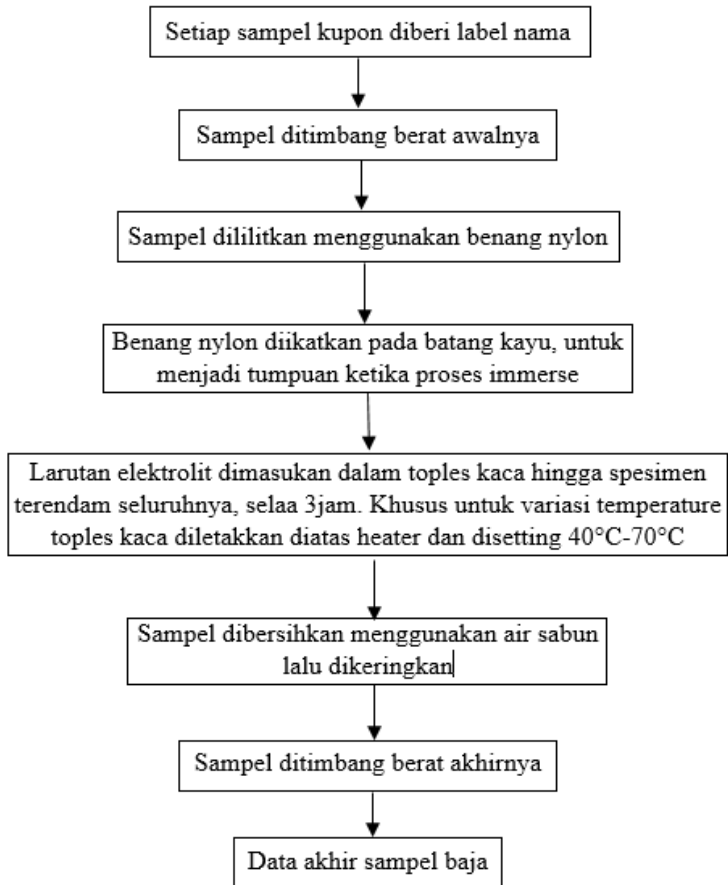 Setiap sampel kupon diberi label nama
Sampel ditimbang berat awalnya
Sampel dililitkan menggunakan benang nylon
Benang nylon diikatkan pada batang kayu, untuk
menjadi tumpuan ketika proses immerse
Larutan elektrolit dimasukan dalam toples kaca hingga spesimen
terendam seluruhnya, selaa 3jam. Khusus untuk variasi temperature
toples kaca diletakkan diatas heater dan disetting 40°C-70°C
Sampel dibersihkan menggunakan air sabun
lalu dikeringkan
Sampel ditimbang berat akhirnya
Data akhir sampel baja